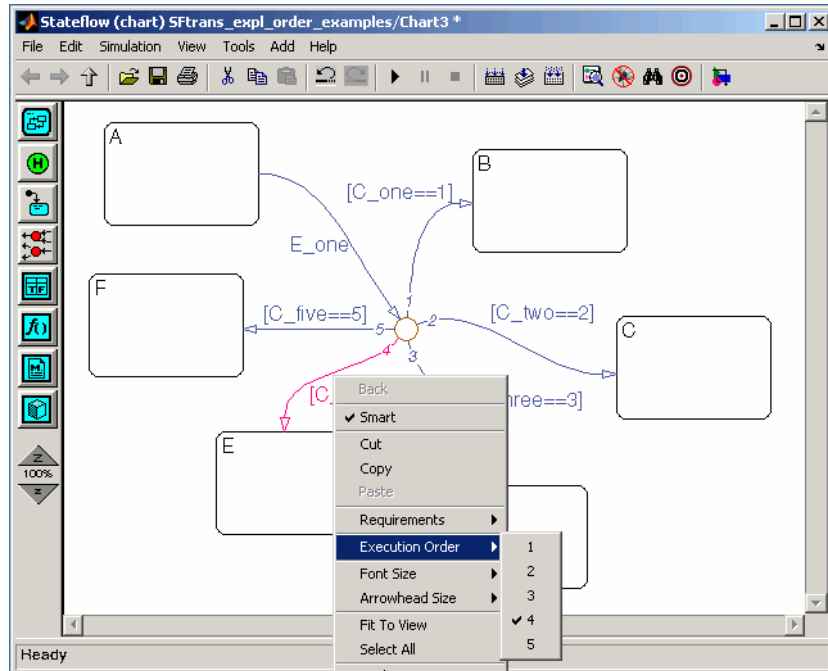 Stateflow (chart) SFtrans_expl_order_examples/Chart3 *
File Edit Simulation View Tools Add Help
A
B
[C_one==1]
E_one
F
[C_five==5]
[C_two==2]
C
1
5
2
4
3
[C_
hree==3]
E
100%
Back
Smart
Cut
Copy
Paste
Requirements
Execution Order
Font Size
Arrowhead Size
Fit To View
Select All
1
2
3
4
5
Ready